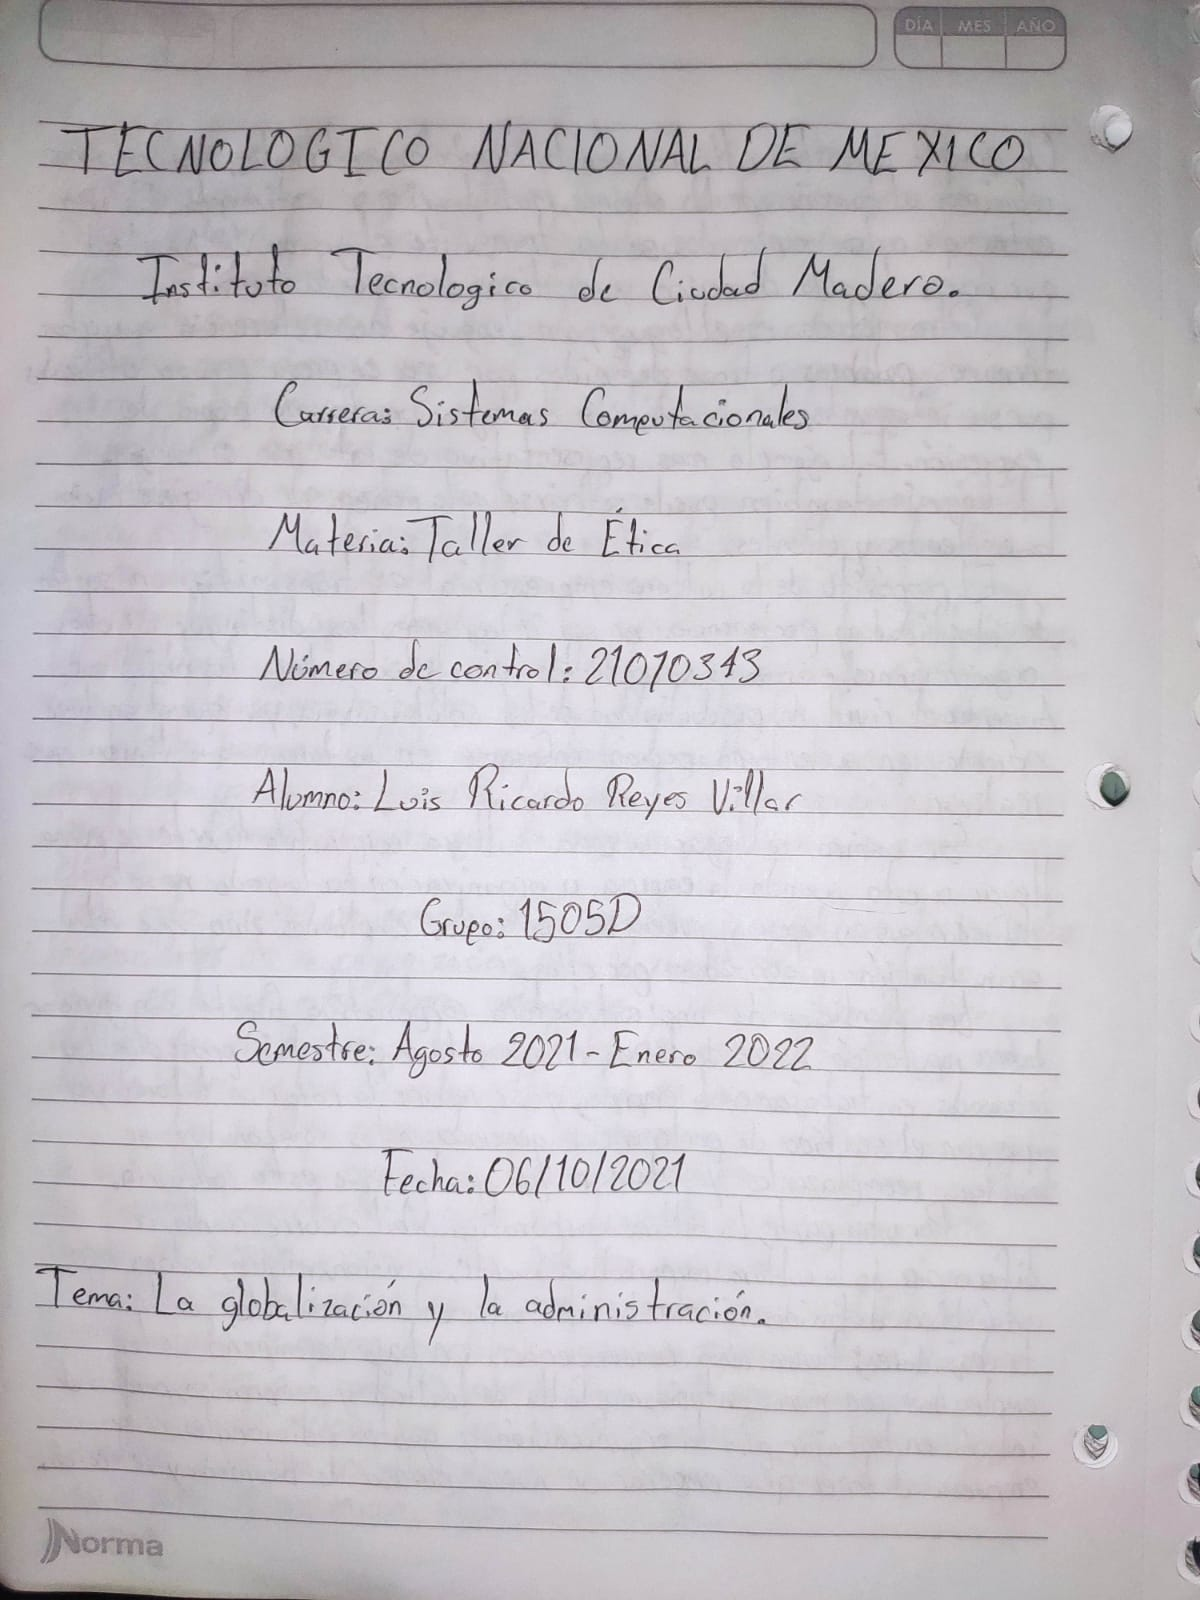 DÍA MES AÑO
TECNOLOGICO NACIONAL DE MEXICO
Instituto Tecnologico de Ciudad Madero.
Carrera: Sistemas Computacionales
Materia: Taller de Ética
Número de control: 21070343
Alumno: Luis Ricardo Reyes Villar
Grupo: 1505D
Semestre: Agosto 2021-Enero 2022
Fecha: 06/10/2021
Tema: La globalización y la administración.
Norma